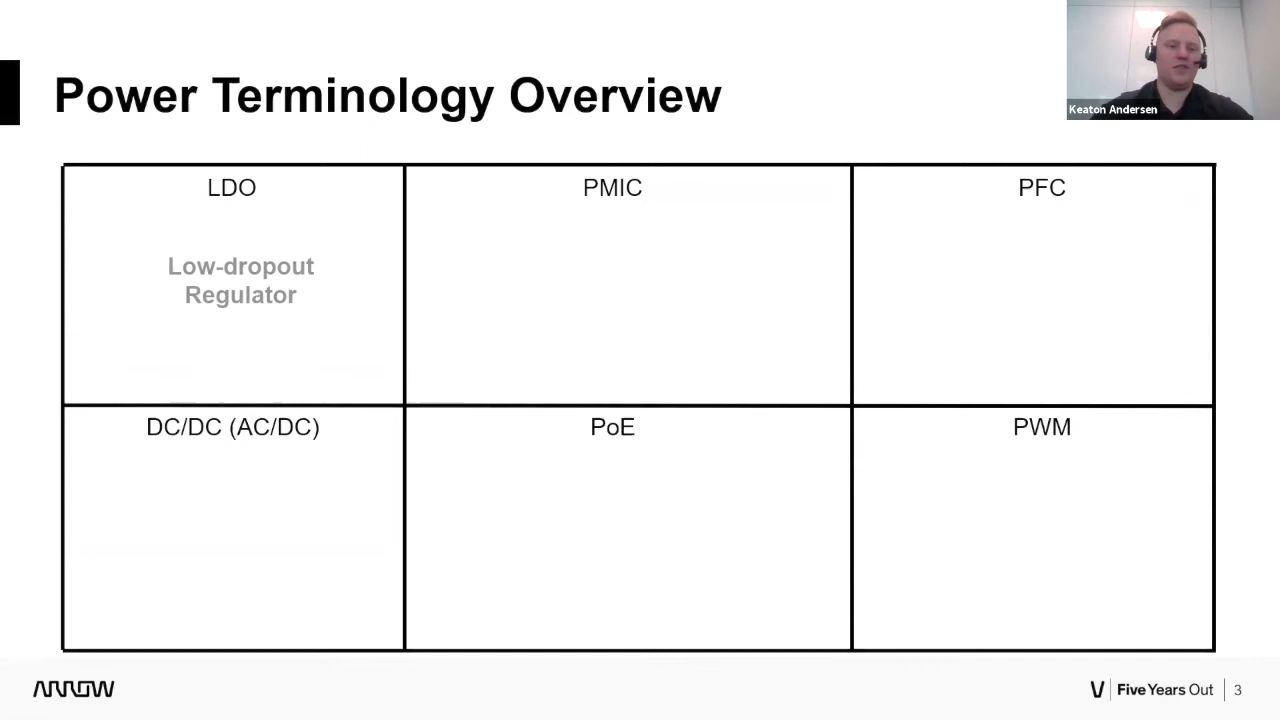 Power Terminology Overview
Keaton Andersen
LDO
PMIC
PFC
Low-dropout
Regulator
DC/DC (AC/DC)
PoE
PWM
ARROW
Five Years Out
3